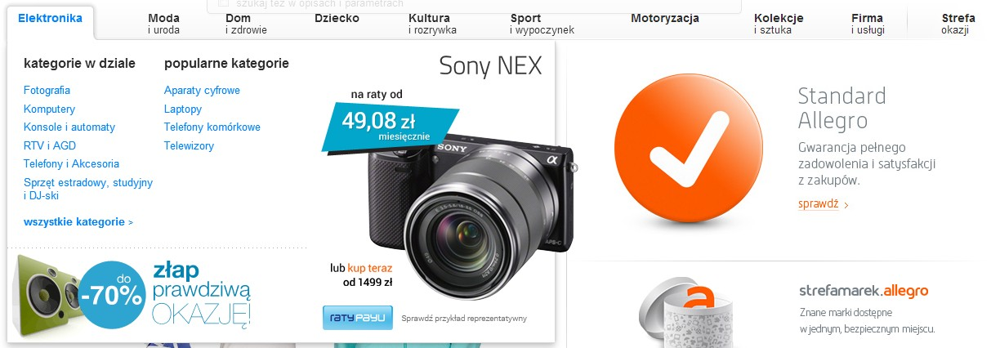 szukaj też w opisach i parametrach
Elektronika
Moda
i uroda
Dom
i zdrowie
Dziecko
Kultura
i rozrywka
Sport
i wypoczynek
Motoryzacja
Kolekcje
i sztuka
Firma
i usługi
Strefa
okazji
kategorie w dziale
Fotografia
Komputery
Konsole i automaty
RTV i AGD
Telefony i Akcesoria
Sprzęt estradowy, studyjny
i DJ-ski
wszystkie kategorie >
popularne kategorie
Aparaty cyfrowe
Laptopy
Telefony komórkowe
Telewizory
Sony NEX
na raty od
49,08 zł
miesięcznie
SONY
α
APS-C
lub kup teraz
od 1499 zł
raty PayU
Sprawdź przykład reprezentatywny
do
-70%
złap
prawdziwą
OKAZJĘ!
Standard
Allegro
Gwarancja pełnego
zadowolenia i satysfakcji
z zakupów.
sprawdź >
a
strefamarek.allegro
Znane marki dostępne
w jednym, bezpiecznym miejscu.